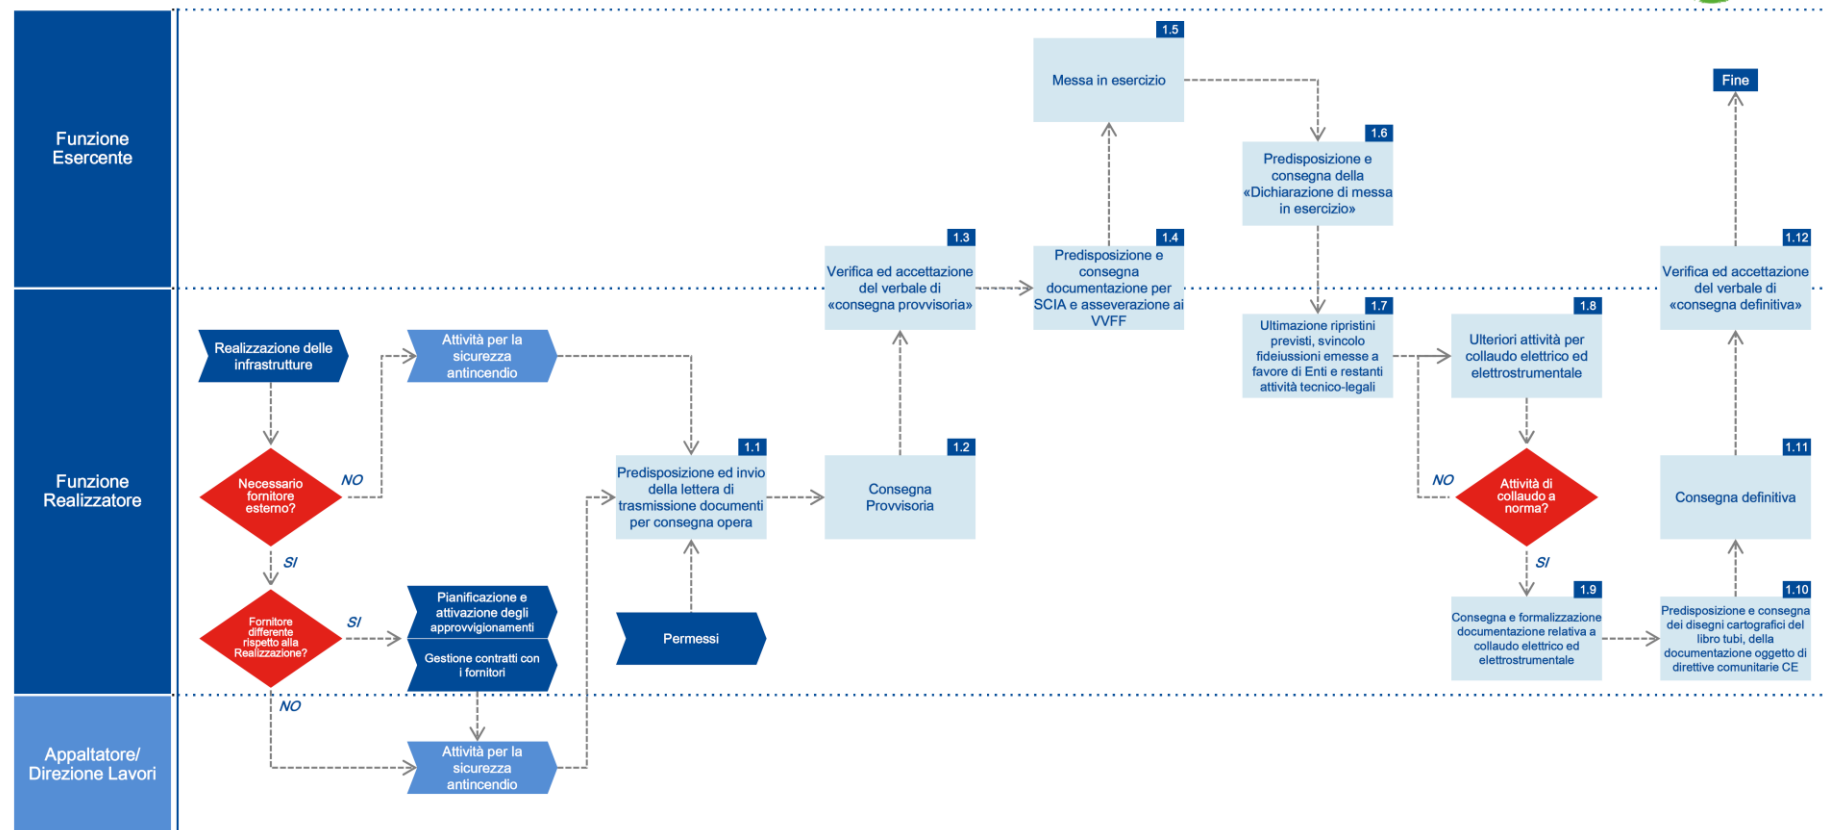 Funzione
Esercente
Funzione
Realizzatore
Appaltatore/
Direzione Lavori
Realizzazione delle
infrastrutture
Necessario
fornitore
esterno?
NO
SI
Fornitore
differente
rispetto alla
Realizzazione?
SI
NO
Attività per la
sicurezza
antincendio
Pianificazione e
attivazione degli
approvvigionamenti
Gestione contratti con
i fornitori
Attività per la
sicurezza
antincendio
1.1
Predisposizione ed invio
della lettera di
trasmissione documenti
per consegna opera
Permessi
1.2
Consegna
Provvisoria
1.3
Verifica ed accettazione
del verbale di
«consegna provvisoria»
1.4
Predisposizione e
consegna
documentazione per
SCIA e asseverazione ai
VVFF
1.5
Messa in esercizio
1.6
Predisposizione e
consegna della
«Dichiarazione di messa
in esercizio»
1.7
Ultimazione ripristini
previsti, svincolo
fideiussioni emesse a
favore di Enti e restanti
attività tecnico-legali
1.8
Ulteriori attività per
collaudo elettrico ed
elettrostrumentale
NO
Attività di
collaudo a
norma?
SI
1.9
Consegna e formalizzazione
documentazione relativa a
collaudo elettrico ed
elettrostrumentale
1.10
Predisposizione e consegna
dei disegni cartografici del
libro tubi, della
documentazione oggetto di
direttive comunitarie CE
1.11
Consegna definitiva
1.12
Verifica ed accettazione
del verbale di
«consegna definitiva»
Fine